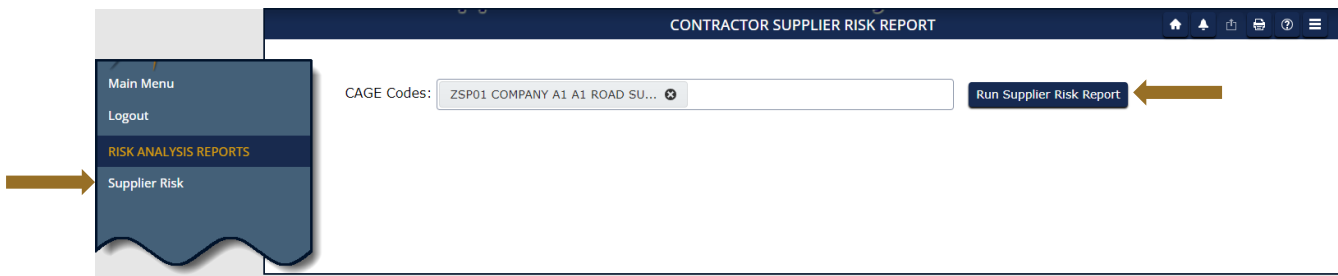 CONTRACTOR SUPPLIER RISK REPORT
Main Menu
Logout
RISK ANALYSIS REPORTS
Supplier Risk
CAGE Codes:
ZSP01 COMPANY A1 A1 ROAD SU...
Run Supplier Risk Report